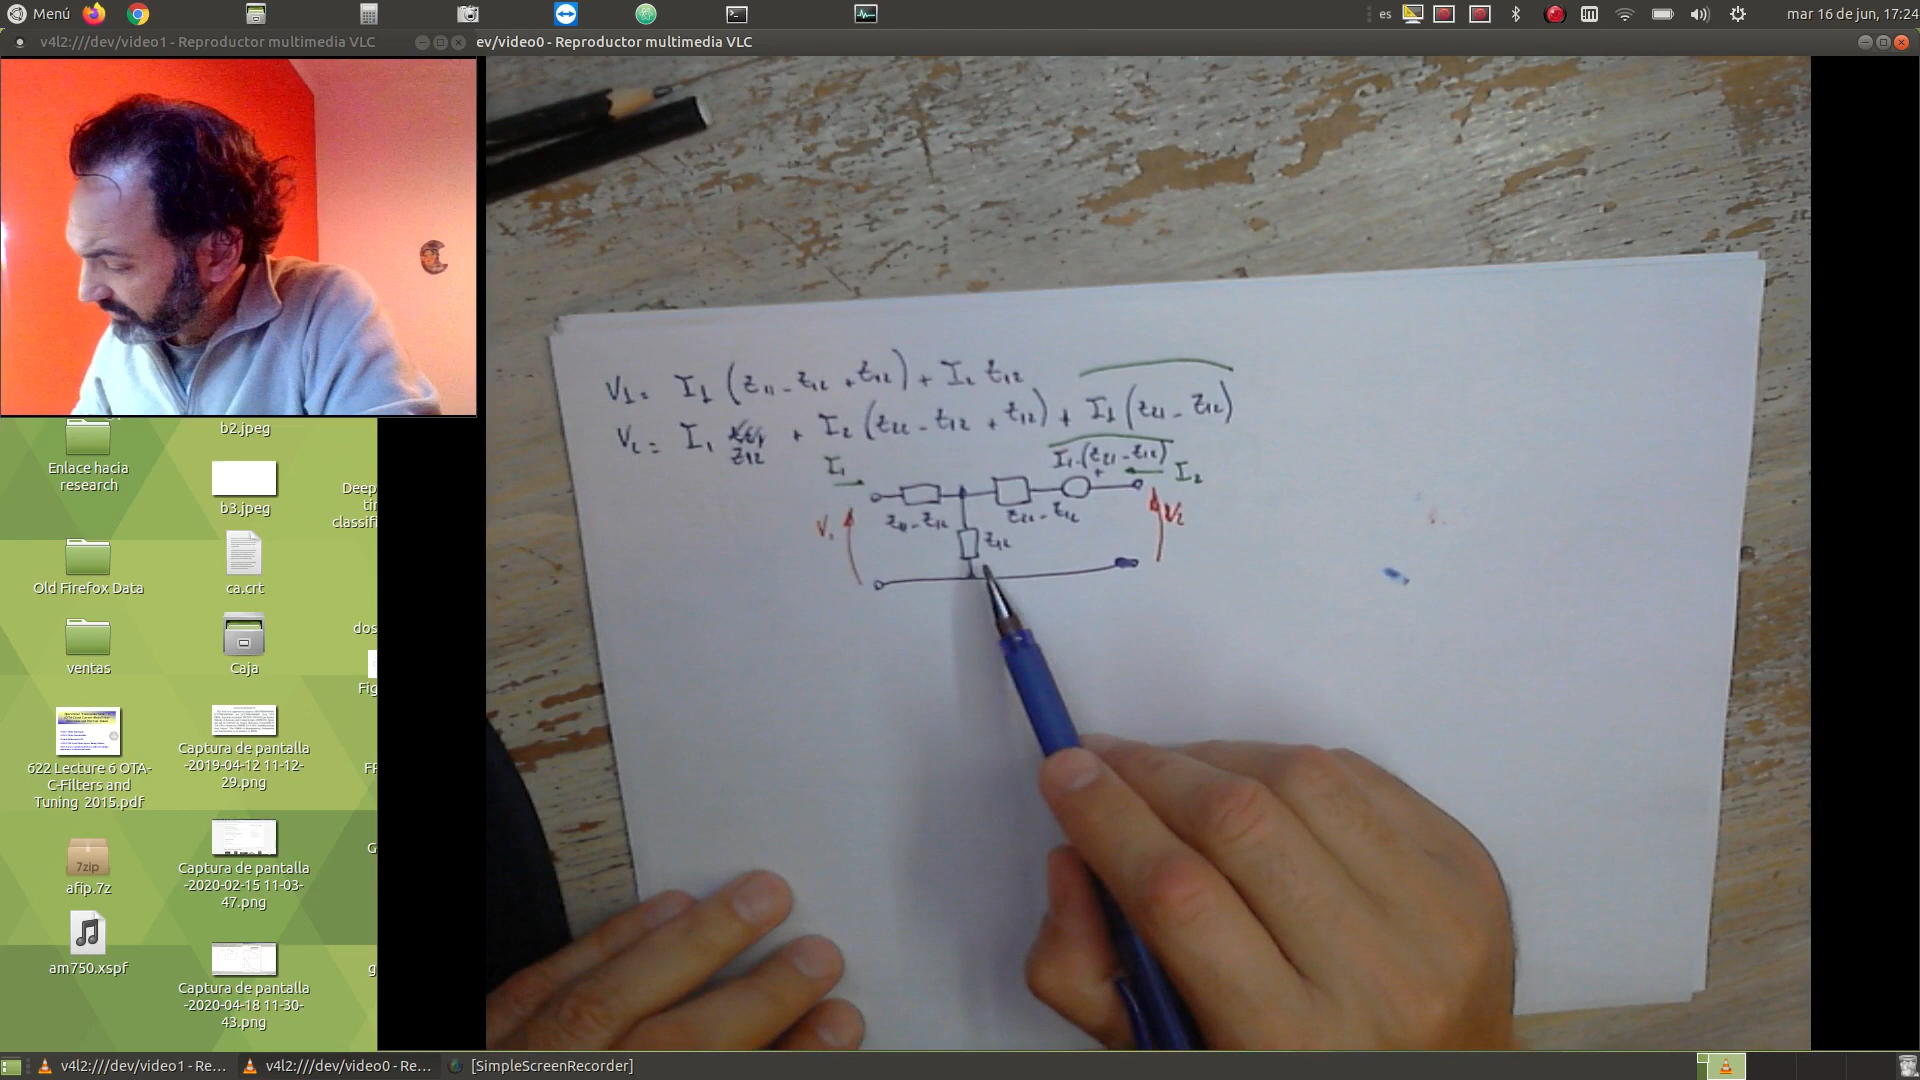 Menú
es
mar 16 de jun, 17:24
v4l2:///dev/video1 - Reproductor multimedia VLC
ev/video0 - Reproductor multimedia VLC
V1 = I1 (z11 - z12 + z12) + I2 z12
V2 = I1 z12 + I2 (z22 - z12 + z12) + I1 (z21 - z12)
I1 I1·(z21 - z12)
+ I2
V1 z11 - z12 z22 - z12 V2
z12
Enlace hacia
research
b2.jpeg
b3.jpeg
Deep
classifi
Old Firefox Data
ca.crt
ventas
Caja
dos
Fig
622 Lecture 6 OTA-
C-Filters and
Tuning 2015.pdf
Captura de pantalla
-2019-04-12 11-12-
29.png
7zip
afip.7z
Captura de pantalla
-2020-02-15 11-03-
47.png
am750.xspf
Captura de pantalla
-2020-04-18 11-30-
43.png
v4l2:///dev/video1 - Re...
v4l2:///dev/video0 - Re...
[SimpleScreenRecorder]